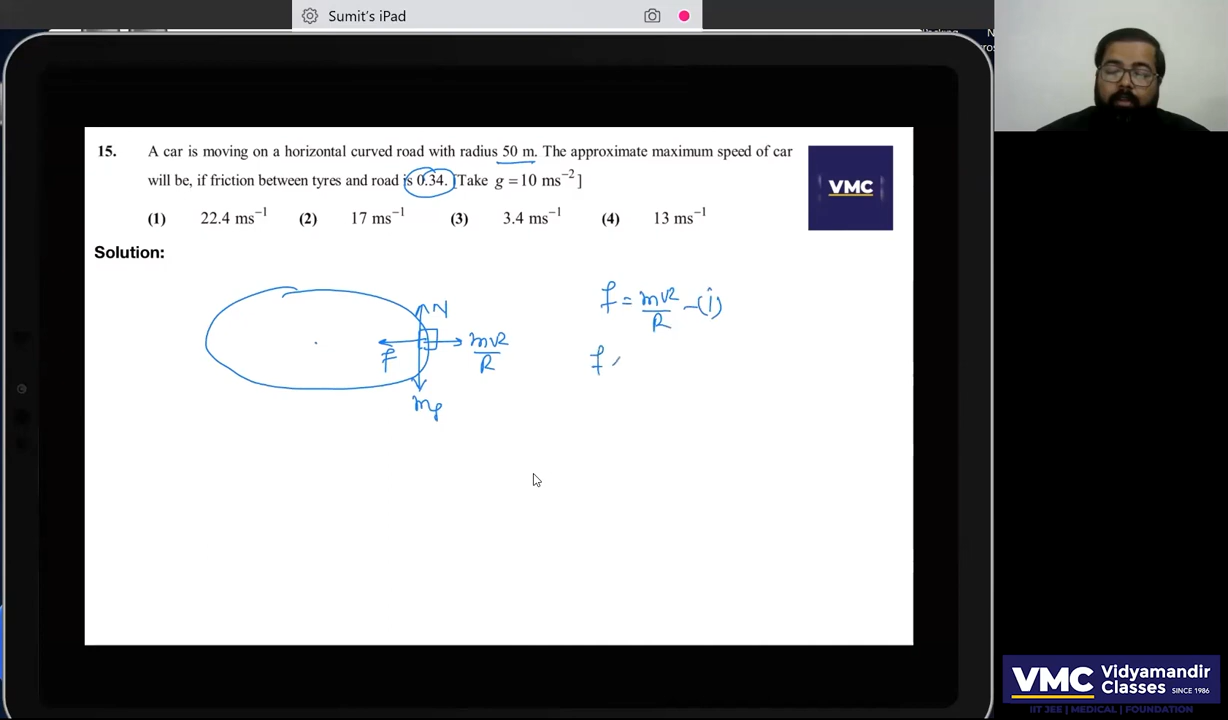 Sumit's iPad
15. A car is moving on a horizontal curved road with radius 50 m. The approximate maximum speed of car
will be, if friction between tyres and road is 0.34. [Take g = 10 ms⁻²]
(1) 22.4 ms⁻¹ (2) 17 ms⁻¹ (3) 3.4 ms⁻¹ (4) 13 ms⁻¹
VMC
Solution:
N
f
mv²/R
mg
f = mv²/R –(i)
f
VMC Vidyamandir Classes
SINCE 1986
IIT JEE | MEDICAL | FOUNDATION